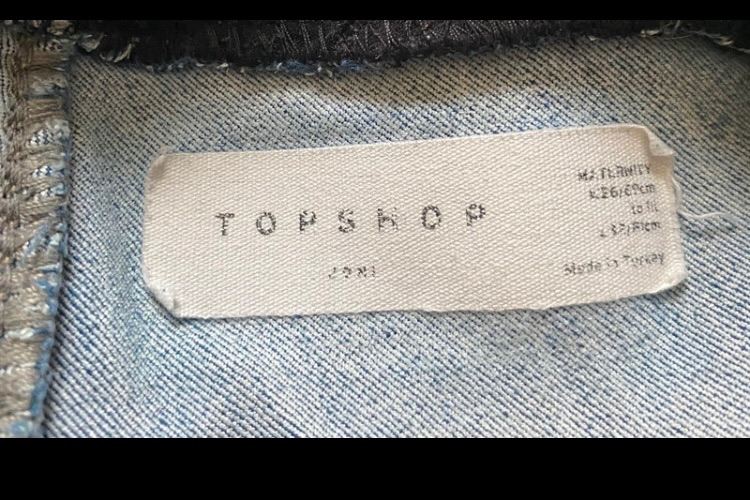 TOPSHOP
JONI
MATERNITY
to fit
Made in Turkey